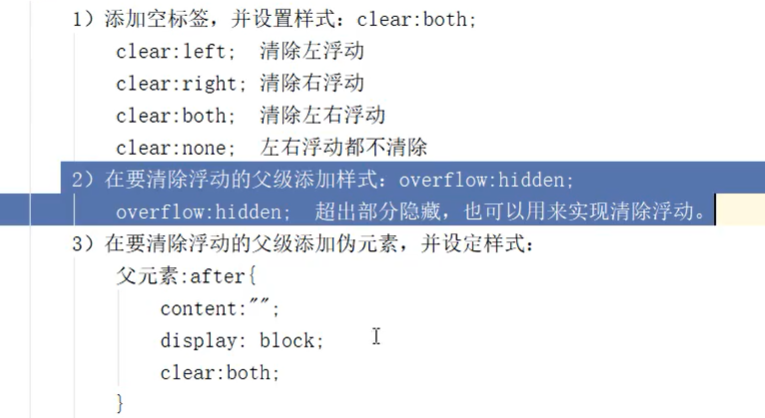 1）添加空标签，并设置样式：clear:both;
clear:left; 清除左浮动
clear:right; 清除右浮动
clear:both; 清除左右浮动
clear:none; 左右浮动都不清除
2）在要清除浮动的父级添加样式：overflow:hidden;
overflow:hidden; 超出部分隐藏，也可以用来实现清除浮动。
3）在要清除浮动的父级添加伪元素，并设定样式：
父元素:after{
content:"";
display: block;
clear:both;
}